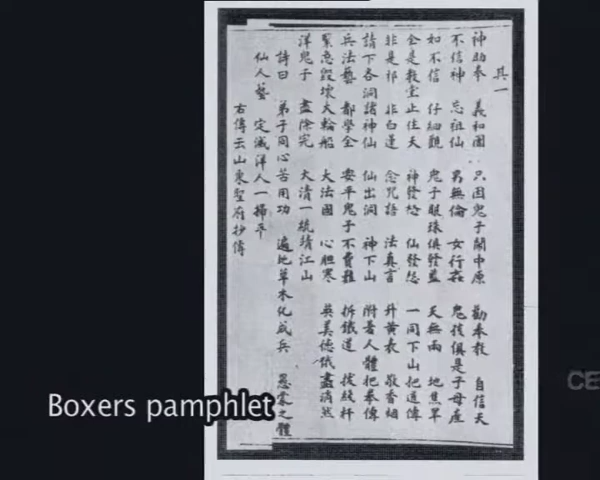 其一
神助拳 義和團 只因鬼子鬧中原 勸奉教 自信天
不信神 忘祖仙 男無倫 女行姦 鬼孩俱是子母產
如不信 仔細觀 鬼子眼珠俱發藍 天無雨 地焦旱
全是教堂止住天 神發怒 仙發怨 一同下山把道傳
非是邪 非白蓮 念咒語 法真言 升黃表 敬香烟
請下各洞諸神仙 仙出洞 神下山 附著人體把拳傳
兵法藝 都學全 要平鬼子不費難 拆鐵道 拔線杆
緊急毀壞大輪船 大法國 心胆寒 英美德俄盡消然
洋鬼子 盡除完 大清一統靖江山
詩曰 弟子同心苦用功 遍地草木化成兵 愚蒙之體
仙人藝 定滅洋人一掃平
右傳云山東聖府抄傳
Boxers pamphlet
CE